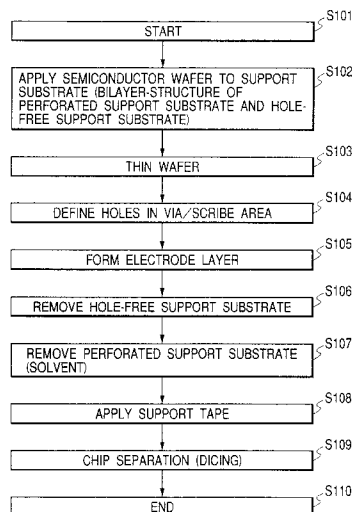 S101
START
S102
APPLY SEMICONDUCTOR WAFER TO SUPPORT
SUBSTRATE (BILAYER-STRUCTURE OF
PERFORATED SUPPORT SUBSTRATE AND HOLE-
FREE SUPPORT SUBSTRATE)
S103
THIN WAFER
S104
DEFINE HOLES IN VIA/SCRIBE AREA
S105
FORM ELECTRODE LAYER
S106
REMOVE HOLE-FREE SUPPORT SUBSTRATE
S107
REMOVE PERFORATED SUPPORT SUBSTRATE
(SOLVENT)
S108
APPLY SUPPORT TAPE
S109
CHIP SEPARATION (DICING)
S110
END